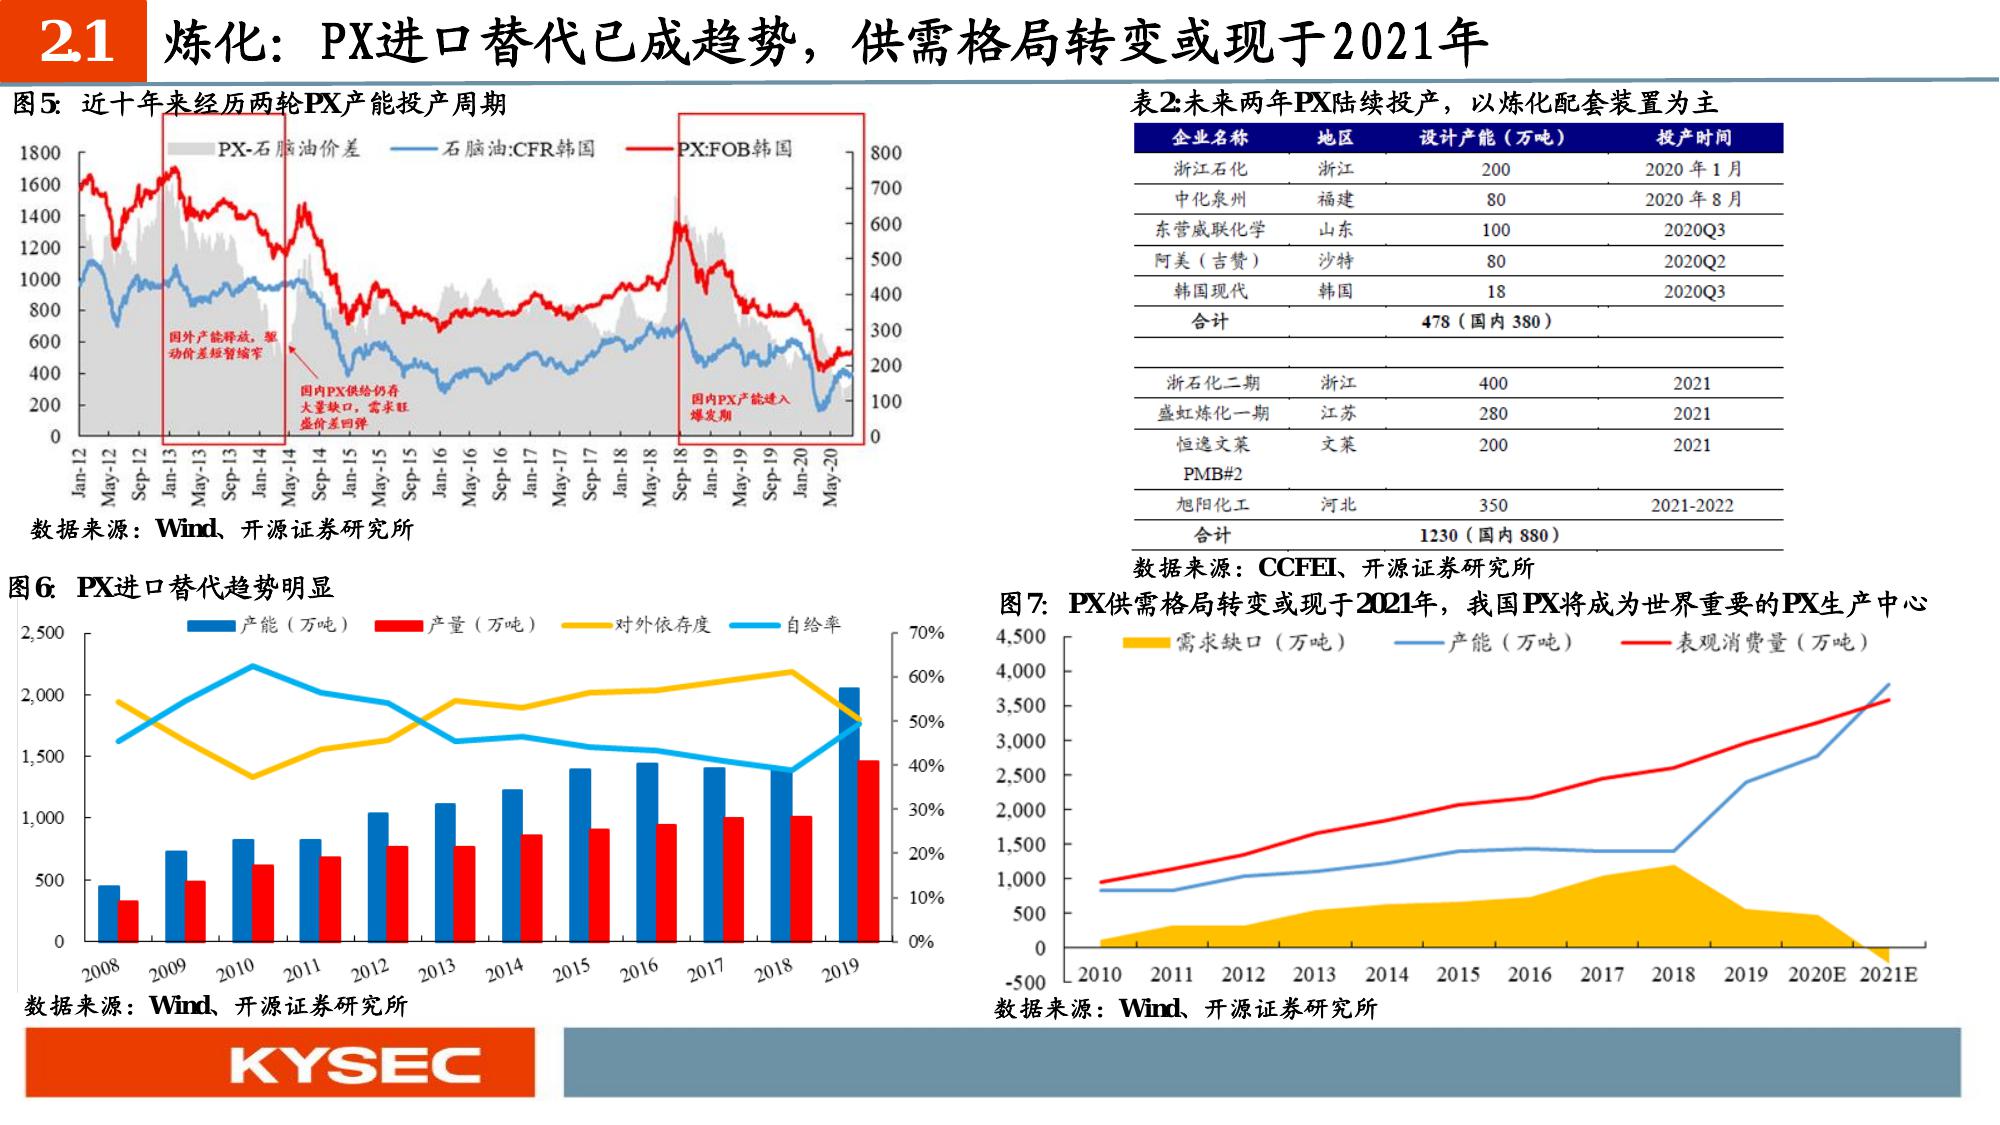 2.1 炼化：PX进口替代已成趋势，供需格局转变或现于2021年
图5: 近十年来经历两轮PX产能投产周期
PX-石脑油价差 石脑油:CFR韩国 PX:FOB韩国
1800
1600
1400
1200
1000
800
600
400
200
0
800
700
600
500
400
300
200
100
0
国外产能释放，驱
动价差短暂缩窄
国内PX供给仍存
大量缺口，需求旺
盛价差回弹
国内PX产能进入
爆发期
Jan-12 May-12 Sep-12 Jan-13 May-13 Sep-13 Jan-14 May-14 Sep-14 Jan-15 May-15 Sep-15 Jan-16 May-16 Sep-16 Jan-17 May-17 Sep-17 Jan-18 May-18 Sep-18 Jan-19 May-19 Sep-19 Jan-20 May-20
数据来源：Wind、开源证券研究所
表2:未来两年PX陆续投产，以炼化配套装置为主
企业名称 地区 设计产能（万吨） 投产时间
浙江石化 浙江 200 2020 年 1 月
中化泉州 福建 80 2020 年 8 月
东营威联化学 山东 100 2020Q3
阿美（吉赞） 沙特 80 2020Q2
韩国现代 韩国 18 2020Q3
合计 478（国内 380）
浙石化二期 浙江 400 2021
盛虹炼化一期 江苏 280 2021
恒逸文莱 文莱 200 2021
PMB#2
旭阳化工 河北 350 2021-2022
合计 1230（国内 880）
数据来源：CCFEI、开源证券研究所
图6: PX进口替代趋势明显
产能（万吨） 产量（万吨） 对外依存度 自给率
2,500
2,000
1,500
1,000
500
0
70%
60%
50%
40%
30%
20%
10%
0%
2008 2009 2010 2011 2012 2013 2014 2015 2016 2017 2018 2019
数据来源：Wind、开源证券研究所
图7: PX供需格局转变或现于2021年，我国PX将成为世界重要的PX生产中心
需求缺口（万吨） 产能（万吨） 表观消费量（万吨）
4,500
4,000
3,500
3,000
2,500
2,000
1,500
1,000
500
0
-500
2010 2011 2012 2013 2014 2015 2016 2017 2018 2019 2020E 2021E
数据来源：Wind、开源证券研究所
KYSEC